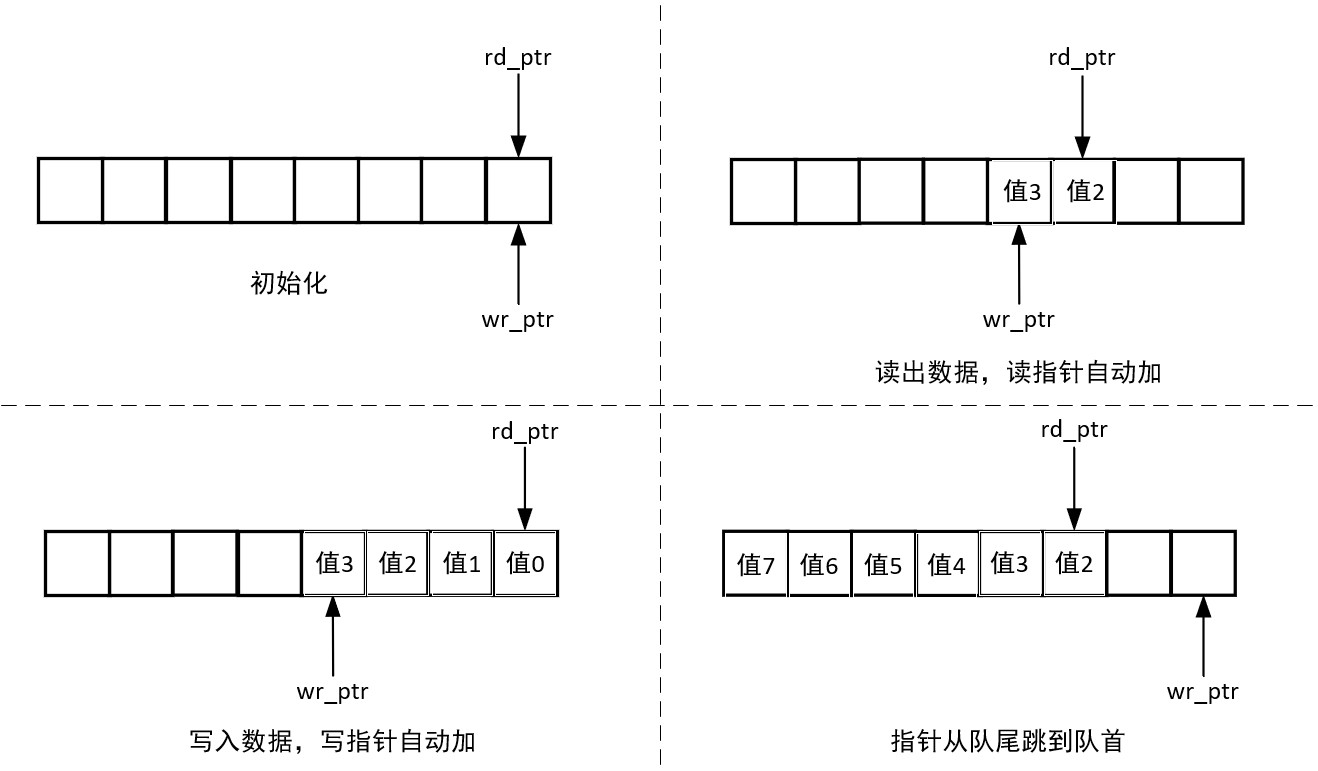 rd_ptr
初始化
wr_ptr
rd_ptr
值3 值2
wr_ptr
读出数据，读指针自动加
rd_ptr
值3 值2 值1 值0
wr_ptr
写入数据，写指针自动加
rd_ptr
值7 值6 值5 值4 值3 值2
wr_ptr
指针从队尾跳到队首